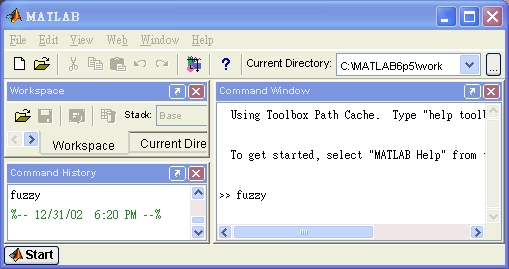 MATLAB
File Edit View Web Window Help
? Current Directory: C:\MATLAB6p5\work ...
Workspace
Stack: Base
Workspace Current Dire
Command History
fuzzy
%-- 12/31/02 6:20 PM --%
Command Window
Using Toolbox Path Cache. Type "help tool
To get started, select "MATLAB Help" from
>> fuzzy
Start